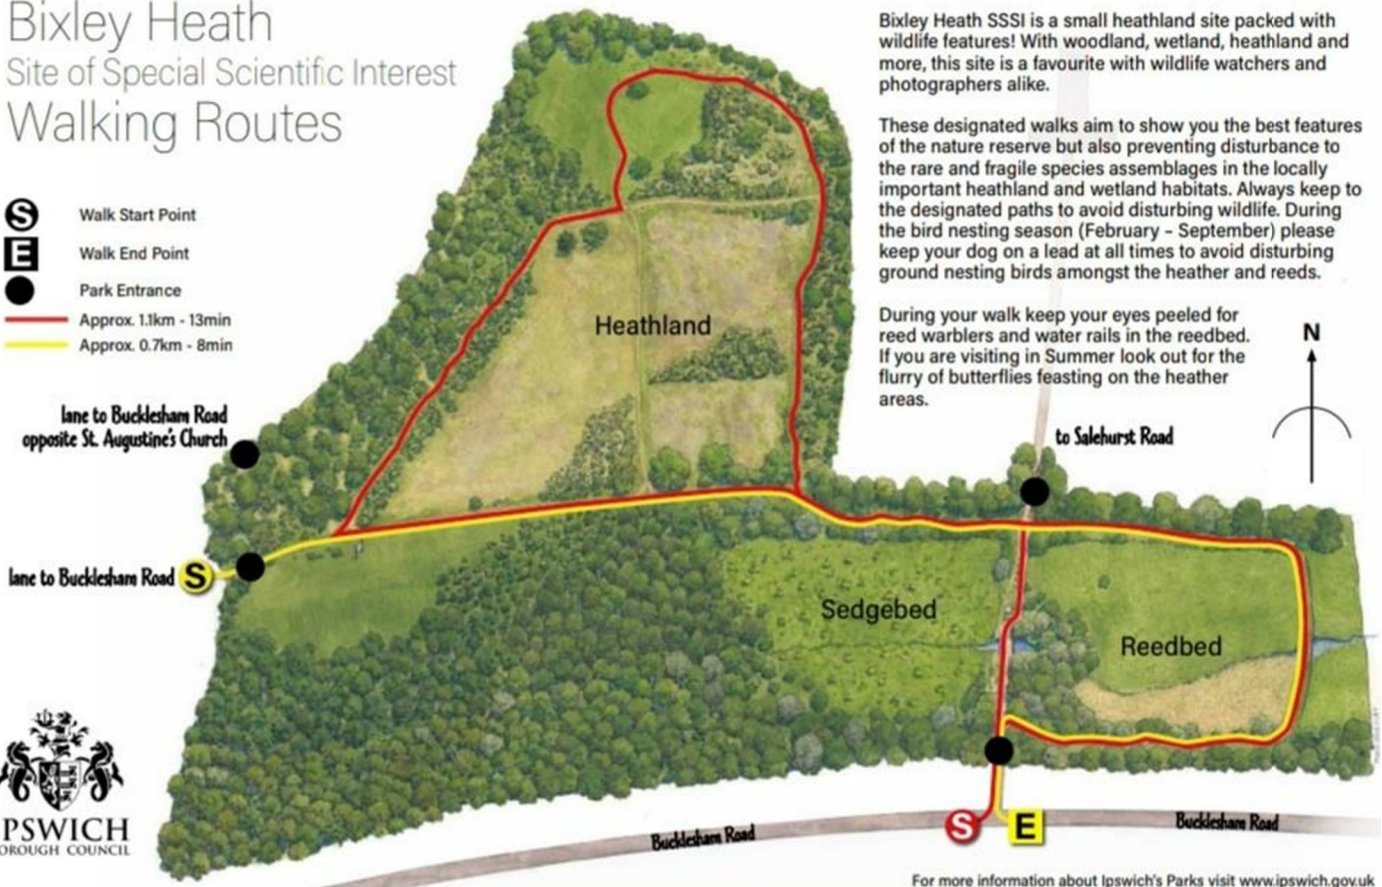 Bixley Heath
Site of Special Scientific Interest
Walking Routes
S Walk Start Point
E Walk End Point
Park Entrance
Approx. 1.1km - 13min
Approx. 0.7km - 8min
Bixley Heath SSSI is a small heathland site packed with
wildlife features! With woodland, wetland, heathland and
more, this site is a favourite with wildlife watchers and
photographers alike.
These designated walks aim to show you the best features
of the nature reserve but also preventing disturbance to
the rare and fragile species assemblages in the locally
important heathland and wetland habitats. Always keep to
the designated paths to avoid disturbing wildlife. During
the bird nesting season (February – September) please
keep your dog on a lead at all times to avoid disturbing
ground nesting birds amongst the heather and reeds.
During your walk keep your eyes peeled for
reed warblers and water rails in the reedbed.
If you are visiting in Summer look out for the
flurry of butterflies feasting on the heather
areas.
N
Heathland
lane to Bucklesham Road
opposite St. Augustine's Church
to Salehurst Road
lane to Bucklesham Road
S
Sedgebed
Reedbed
PSWICH
OROUGH COUNCIL
S
E
Bucklesham Road
Bucklesham Road
For more information about Ipswich's Parks visit www.ipswich.gov.uk